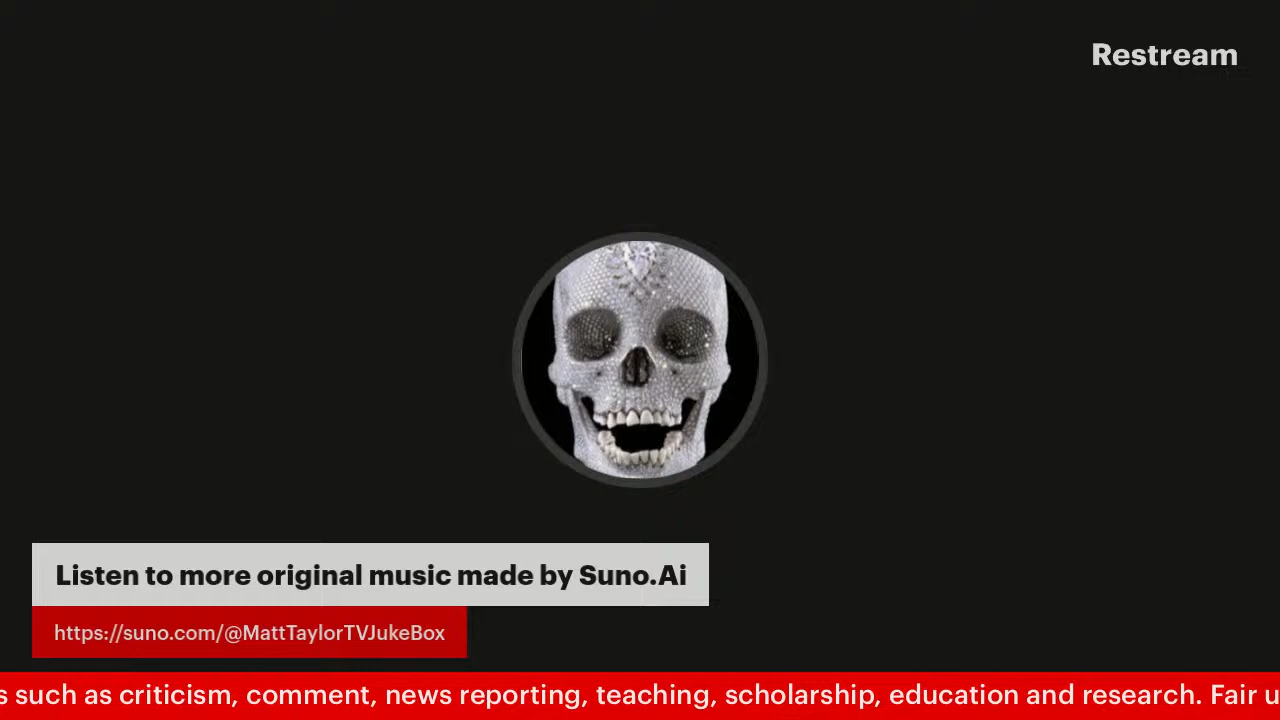 Restream
Listen to more original music made by Suno.Ai
https://suno.com/@MattTaylorTVJukeBox
such as criticism, comment, news reporting, teaching, scholarship, education and research. Fair